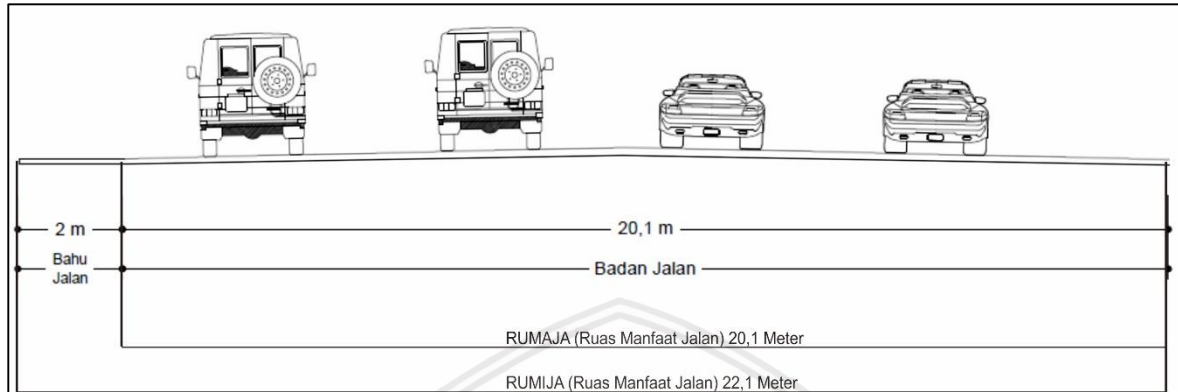 2 m
20,1 m
Bahu
Jalan
Badan Jalan
RUMAJA (Ruas Manfaat Jalan) 20,1 Meter
RUMIJA (Ruas Manfaat Jalan) 22,1 Meter